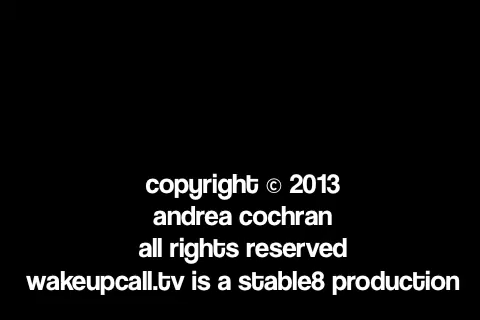 copyright © 2013
andrea cochran
all rights reserved
wakeupcall.tv is a stable8 production